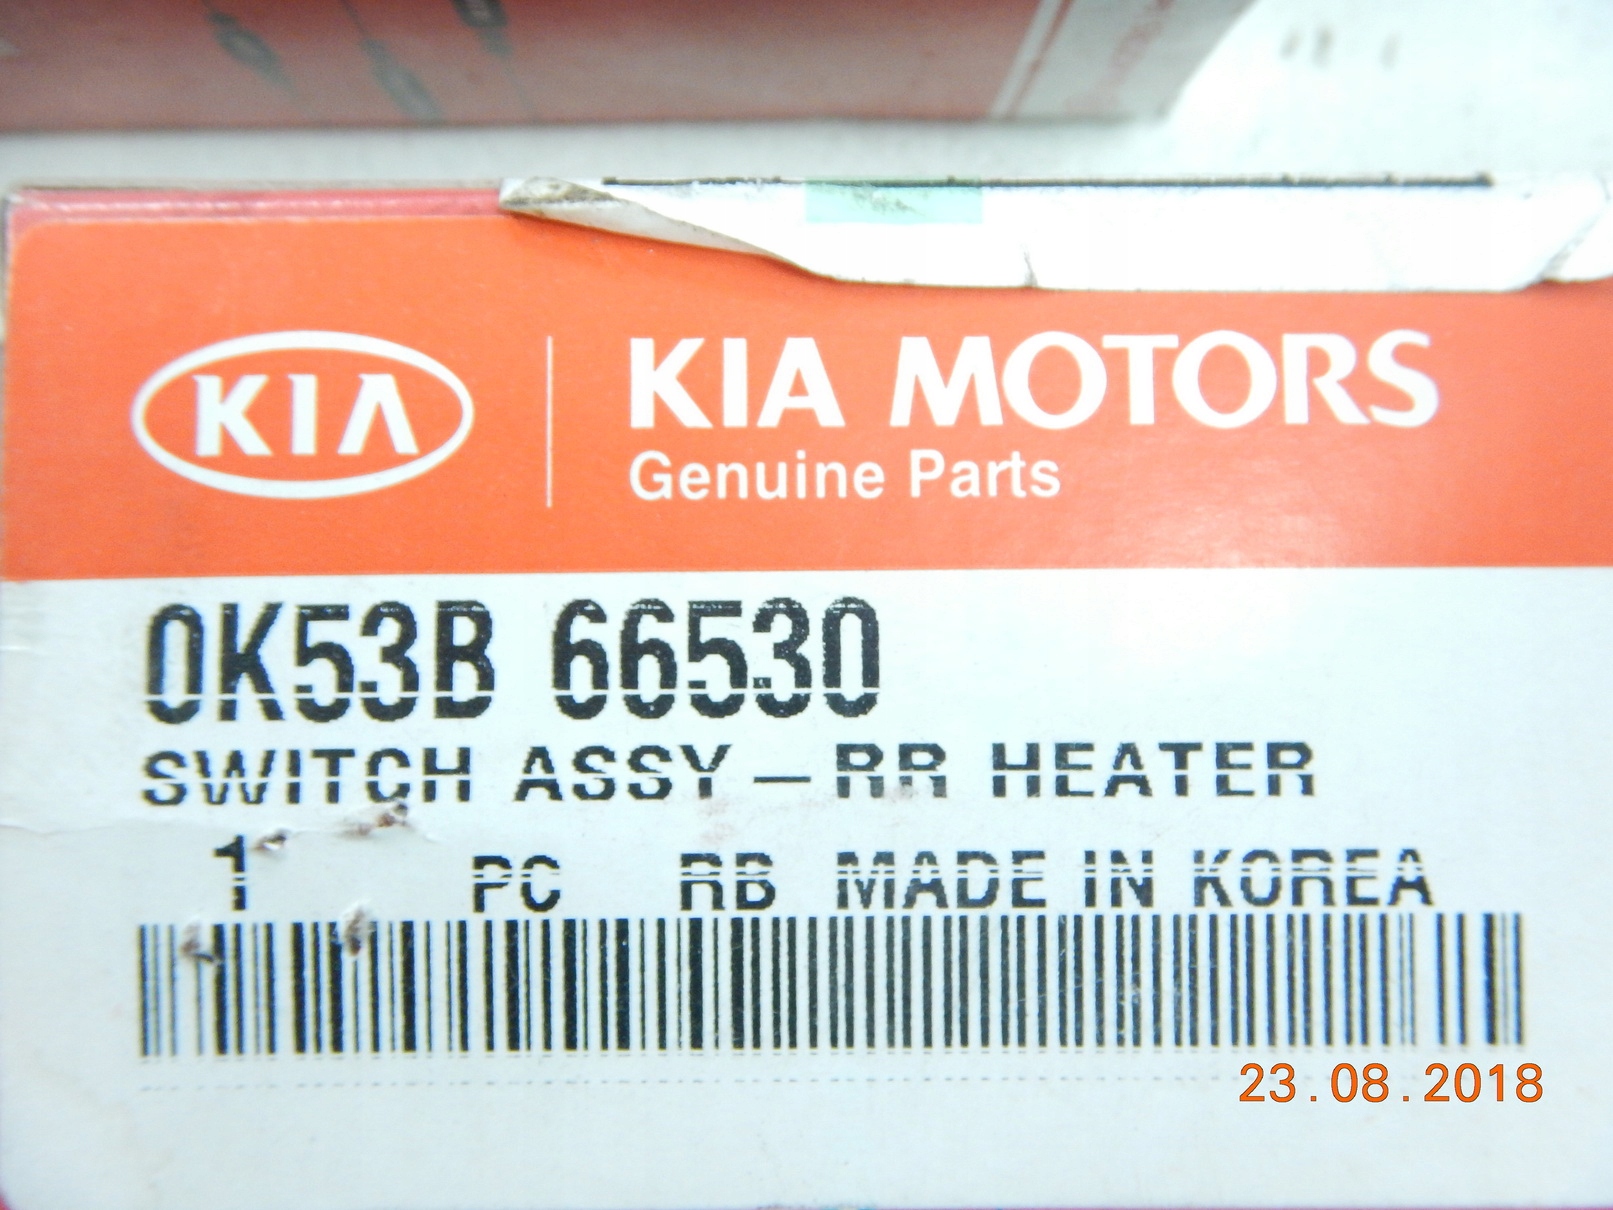 KIA
KIA MOTORS
Genuine Parts
0K53B 66530
SWITCH ASSY-RR HEATER
1 PC RB MADE IN KOREA
23.08.2018